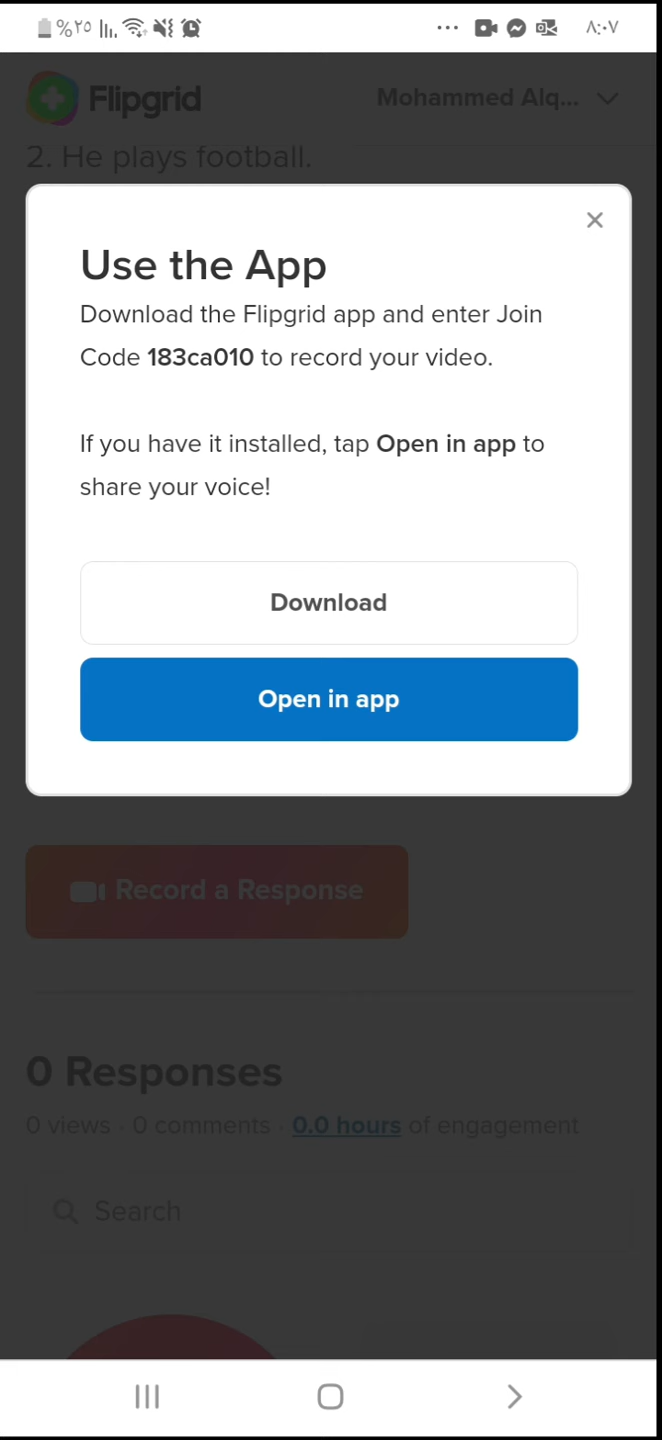 %٢٥ ٨:٠٧
Flipgrid Mohammed Alq...
2. He plays football.
Use the App
Download the Flipgrid app and enter Join
Code 183ca010 to record your video.
If you have it installed, tap Open in app to
share your voice!
Download
Open in app
Record a Response
0 Responses
0 views · 0 comments · 0.0 hours of engagement
Search